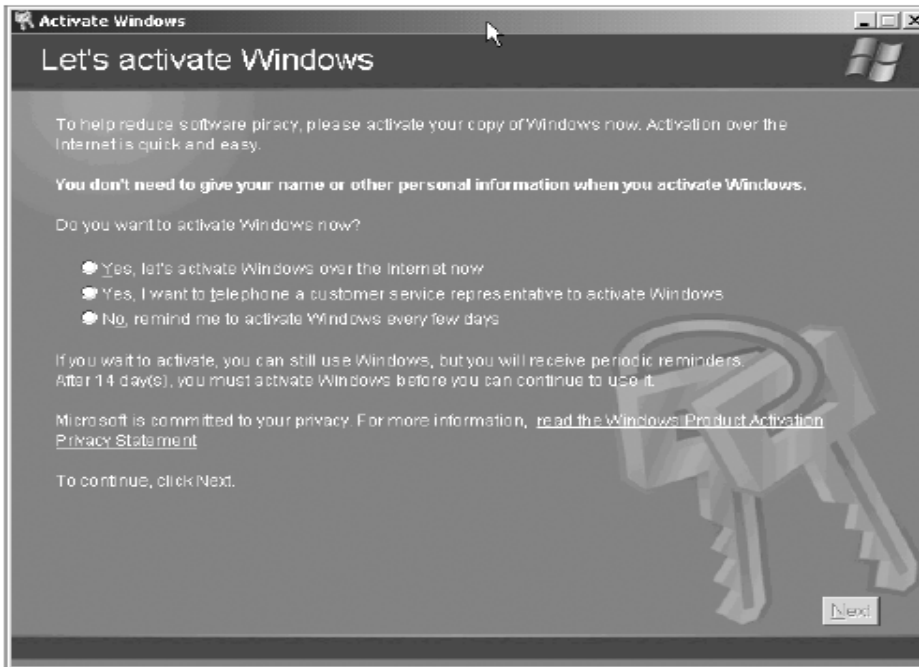 Activate Windows
Let's activate Windows
To help reduce software piracy, please activate your copy of Windows now. Activation over the
Internet is quick and easy.
You don't need to give your name or other personal information when you activate Windows.
Do you want to activate Windows now?
Yes, let's activate Windows over the Internet now
Yes, I want to telephone a customer service representative to activate Windows
No, remind me to activate Windows every few days
If you wait to activate, you can still use Windows, but you will receive periodic reminders.
After 14 day(s), you must activate Windows before you can continue to use it.
Microsoft is committed to your privacy. For more information, read the Windows Product Activation
Privacy Statement
To continue, click Next.
Next